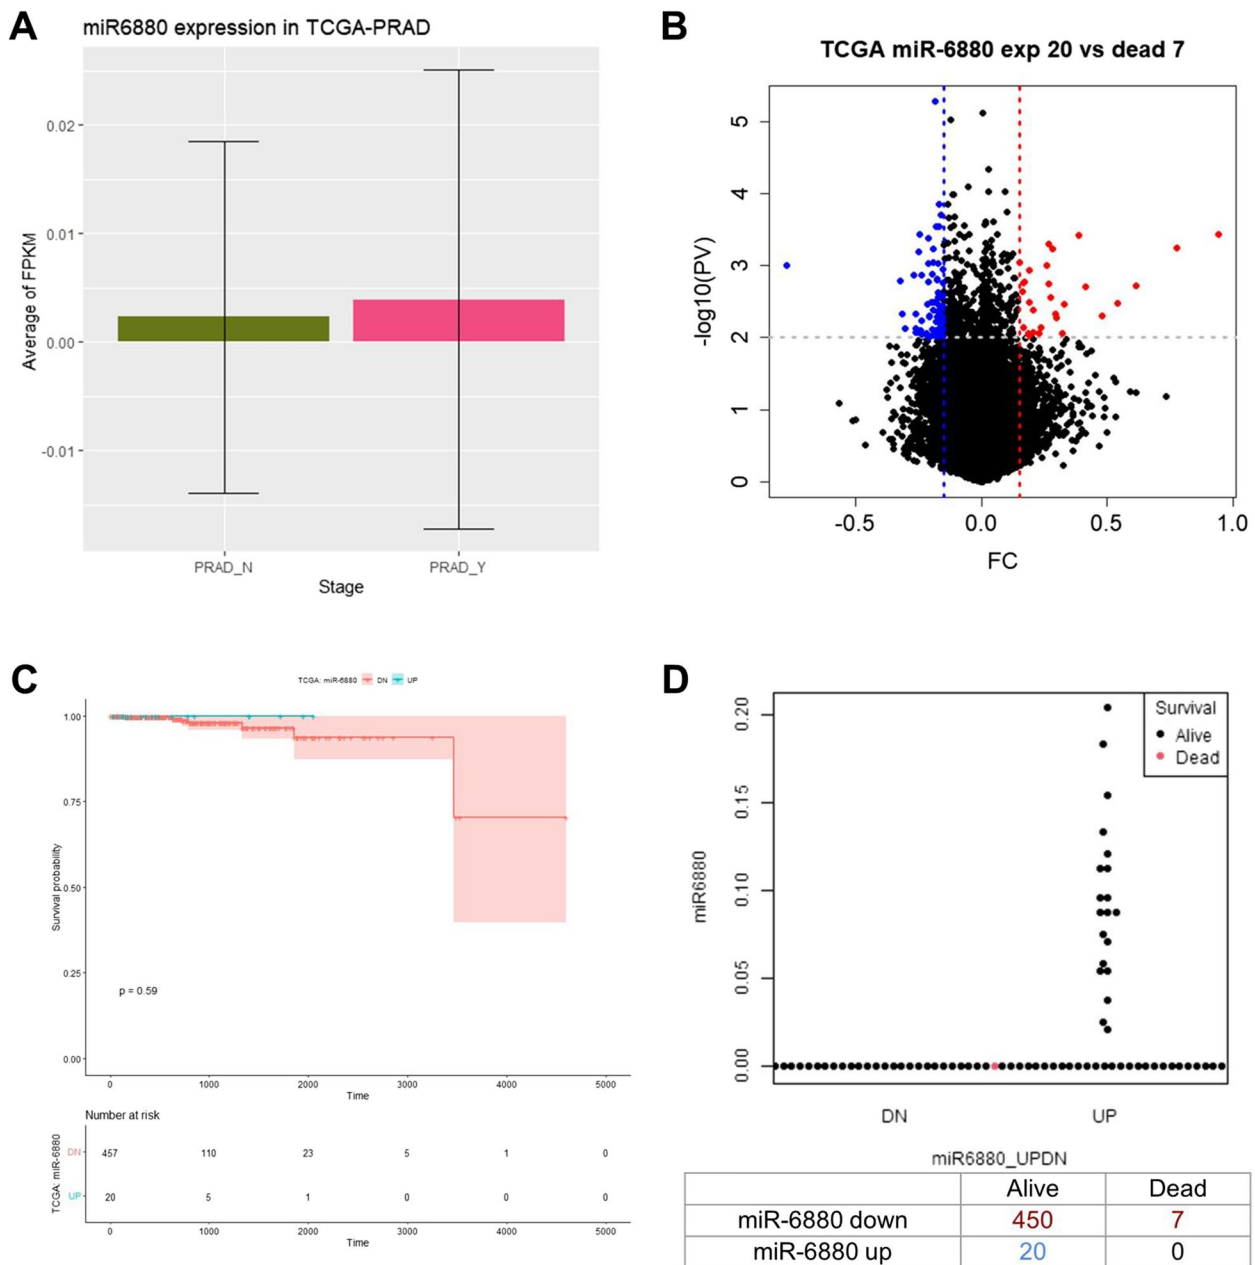 A
miR6880 expression in TCGA-PRAD
0.02
0.01
0.00
-0.01
Average of FPKM
PRAD_N PRAD_Y
Stage
B
TCGA miR-6880 exp 20 vs dead 7
5
4
3
2
1
0
-log10(PV)
-0.5 0.0 0.5 1.0
FC
C
TCGA: miR-6880 DN UP
1.00
0.75
0.50
0.25
0.00
Survival probability
p = 0.59
0 1000 2000 3000 4000 5000
Time
Number at risk
TCGA: miR-6880
DN 457 110 23 5 1 0
UP 20 5 1 0 0 0
0 1000 2000 3000 4000 5000
Time
D
Survival
Alive
Dead
0.20
0.15
0.10
0.05
0.00
miR6880
DN UP
miR6880_UPDN
Alive Dead
miR-6880 down 450 7
miR-6880 up 20 0